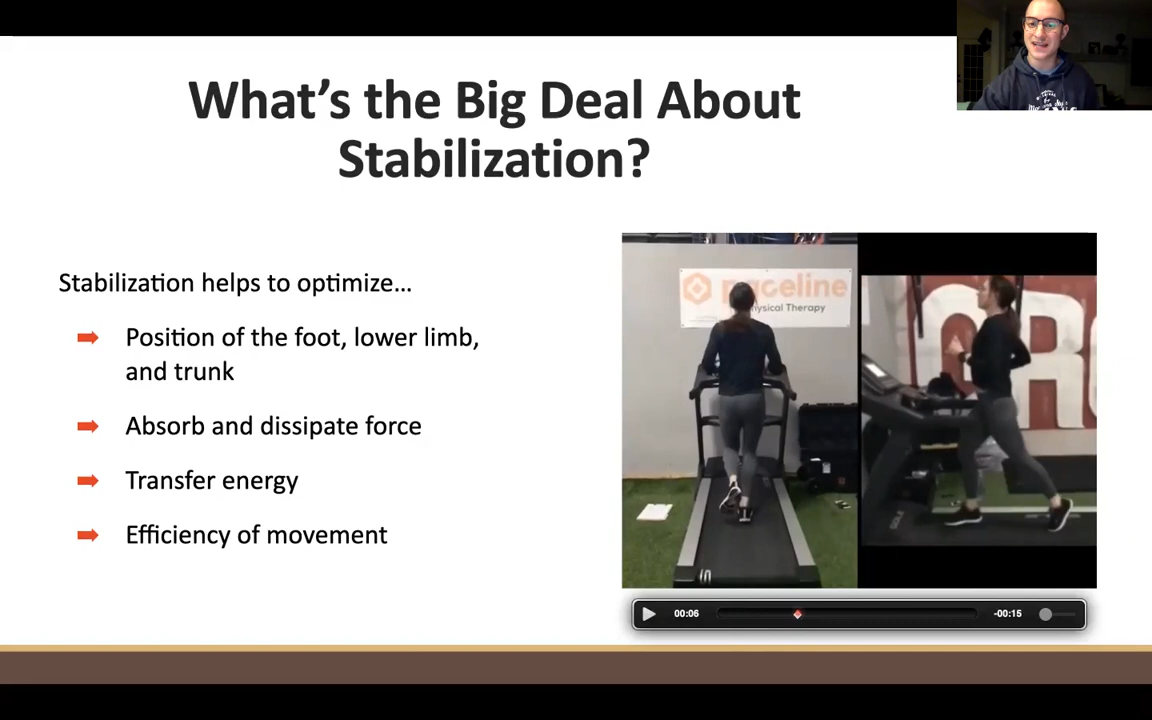 What's the Big Deal About
Stabilization?
Stabilization helps to optimize...
Position of the foot, lower limb,
and trunk
Absorb and dissipate force
Transfer energy
Efficiency of movement
paceline
Physical Therapy
00:06
-00:15